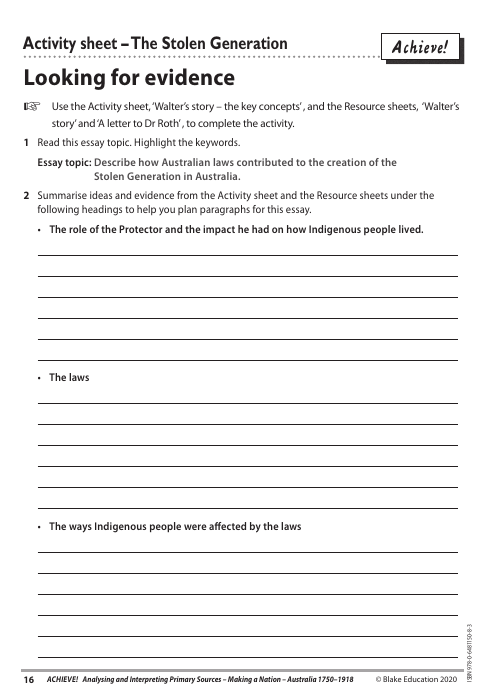 Activity sheet – The Stolen Generation
Achieve!
Looking for evidence
Use the Activity sheet, ‘Walter’s story – the key concepts’, and the Resource sheets, ‘Walter’s
story’ and ‘A letter to Dr Roth’, to complete the activity.
1 Read this essay topic. Highlight the keywords.
Essay topic: Describe how Australian laws contributed to the creation of the
Stolen Generation in Australia.
2 Summarise ideas and evidence from the Activity sheet and the Resource sheets under the
following headings to help you plan paragraphs for this essay.
• The role of the Protector and the impact he had on how Indigenous people lived.
• The laws
• The ways Indigenous people were affected by the laws
16 ACHIEVE! Analysing and Interpreting Primary Sources – Making a Nation – Australia 1750–1918 © Blake Education 2020